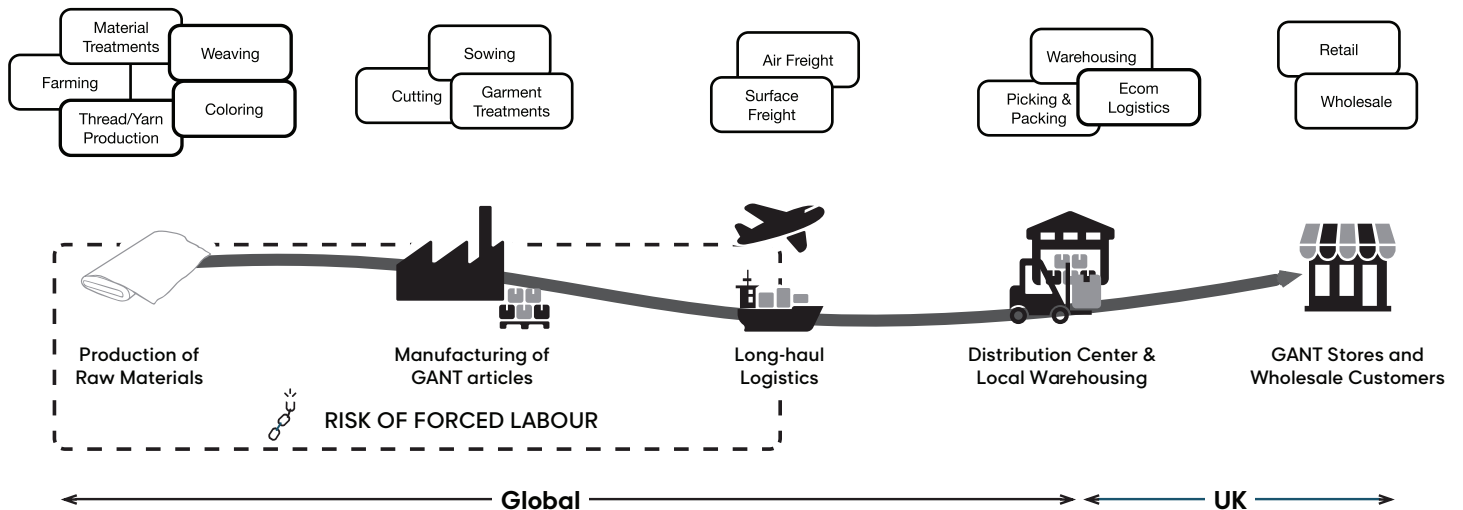 Material
Treatments
Weaving
Farming
Thread/Yarn
Production
Coloring
Sowing
Cutting
Garment
Treatments
Air Freight
Surface
Freight
Warehousing
Picking &
Packing
Ecom
Logistics
Retail
Wholesale
Production of
Raw Materials
Manufacturing of
GANT articles
Long-haul
Logistics
Distribution Center &
Local Warehousing
GANT Stores and
Wholesale Customers
RISK OF FORCED LABOUR
Global
UK